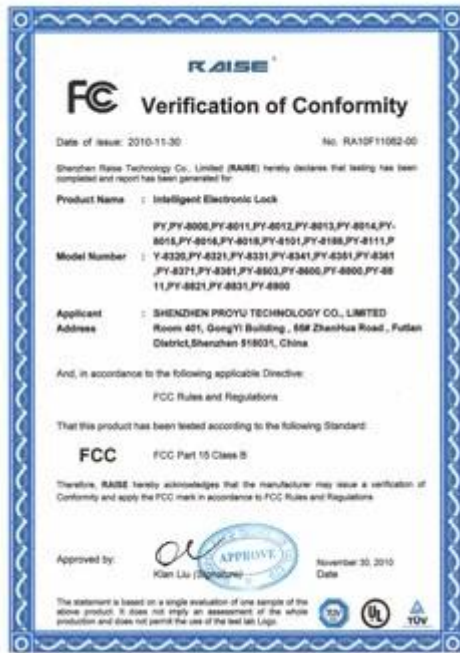 RAISE
FC Verification of Conformity
Date of issue: 2010-11-30 No. RA10F11062-00
Shenzhen Raise Technology Co., Limited (RAISE) hereby declares that testing has been
completed and report has been generated for
Product Name : Intelligent Electronic Lock
PY,PY-8000,PY-8011,PY-8012,PY-8013,PY-8014,PY-
8015,PY-8016,PY-8018,PY-8101,PY-8188,PY-8111,P
Model Number : Y-8320,PY-8321,PY-8331,PY-8341,PY-8351,PY-8361
,PY-8371,PY-8381,PY-8503,PY-8600,PY-8800,PY-88
11,PY-8821,PY-8831,PY-8900
Applicant : SHENZHEN PROYU TECHNOLOGY CO., LIMITED
Address Room 401, GongYi Building , 68# ZhanHua Road , Futian
District,Shenzhen 518031, China
And, in accordance to the following applicable Directive:
FCC Rules and Regulations
That this product has been tested according to the following Standard:
FCC FCC Part 15 Class B
Therefore, RAISE hereby acknowledges that the manufacturer may issue a verification of
Conformity and apply the FCC mark in accordance to FCC Rules and Regulations
Approved by: APPROVE November 30, 2010
Kian Liu (Signature) Date
The statement is based on a single evaluation of one sample of the
above product. It does not imply an assessment of the whole
production and does not permit the use of the test lab Logo.
TUV UL TÜV